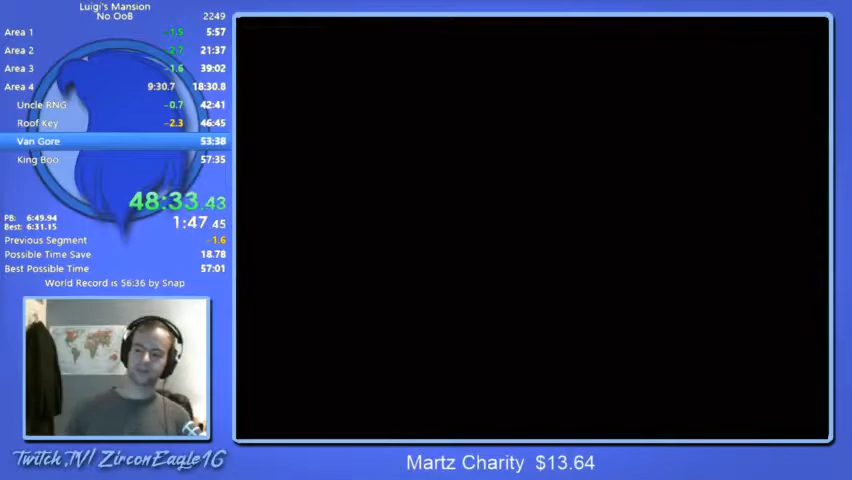 Luigi's Mansion
No OoB 2249
Area 1 -1.5 5:57
Area 2 -2.7 21:37
Area 3 -1.6 39:02
Area 4 9:30.7 18:30.8
Uncle RNG -0.7 42:41
Roof Key -2.3 46:45
Van Gore 53:38
King Boo 57:35
48:33.43
PB: 6:49.94
Best: 6:31.15
1:47.45
Previous Segment -1.6
Possible Time Save 18.78
Best Possible Time 57:01
World Record is 56:36 by Snap
Twitch.TV/ZirconEagle16
Martz Charity $13.64